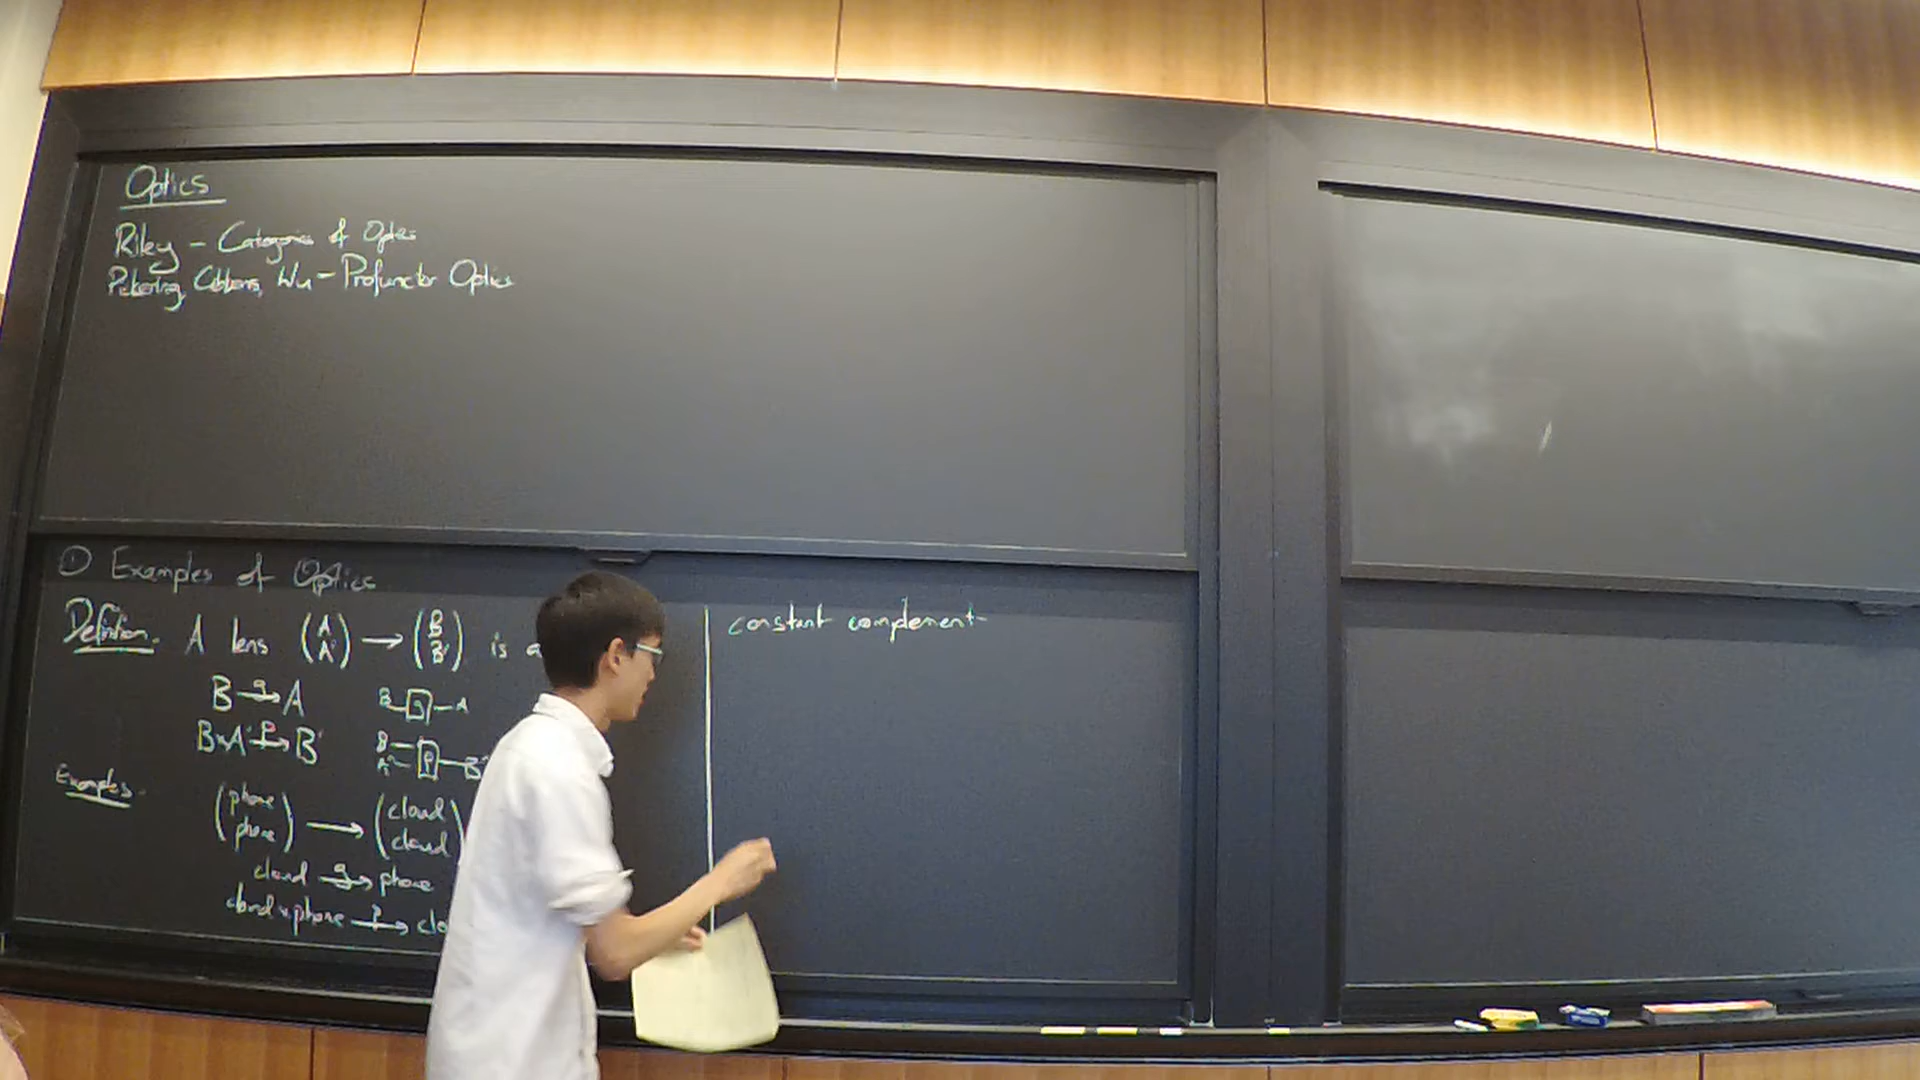 Optics
Riley - Categories of Optics
Pickering, Gibbons, Wu - Profunctor Optics
① Examples of Optics
Definition. A lens (A A') → (B B') is a
B g→ A B g A
B×A' p→ B' B A' p B'
Examples.
(phone phone) → (cloud cloud)
cloud g→ phone
cloud × phone p→ clo
constant complement